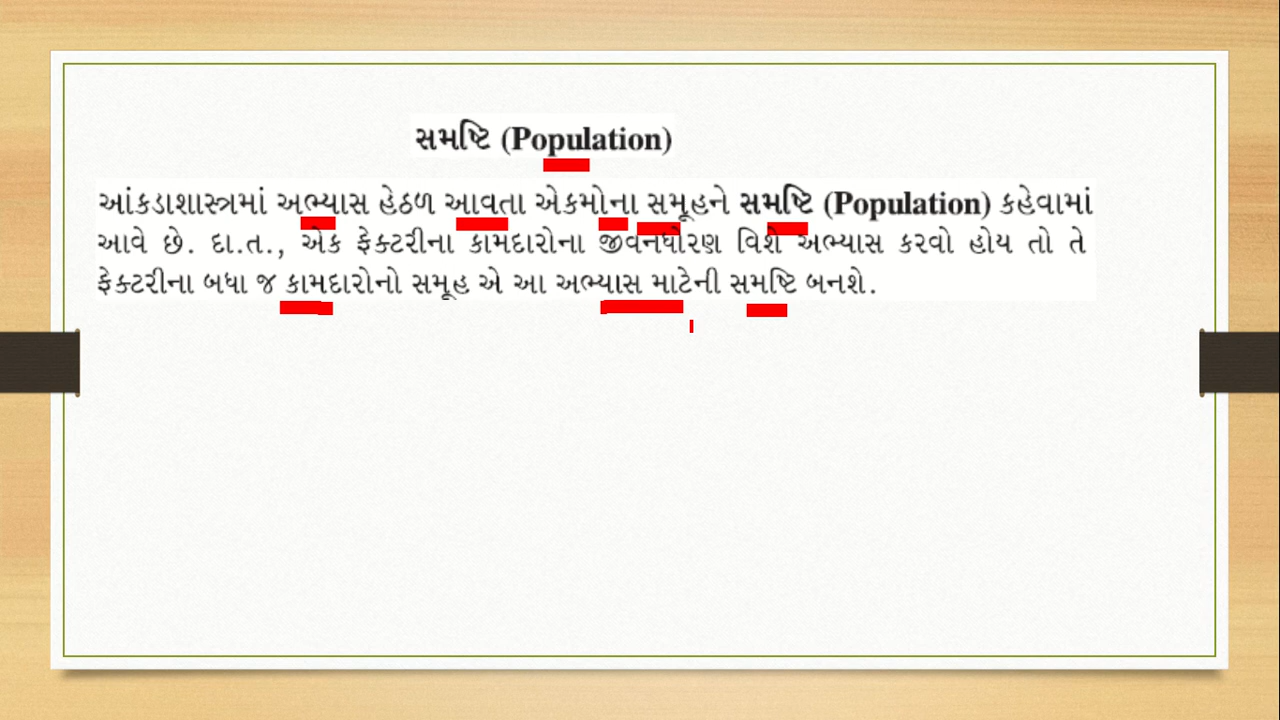 સમષ્ટિ (Population)
આંકડાશાસ્ત્રમાં અભ્યાસ હેઠળ આવતા એકમોના સમૂહને સમષ્ટિ (Population) કહેવામાં
આવે છે. દા.ત., એક ફેક્ટરીના કામદારોના જીવનધોરણ વિશે અભ્યાસ કરવો હોય તો તે
ફેક્ટરીના બધા જ કામદારોનો સમૂહ એ આ અભ્યાસ માટેની સમષ્ટિ બનશે.